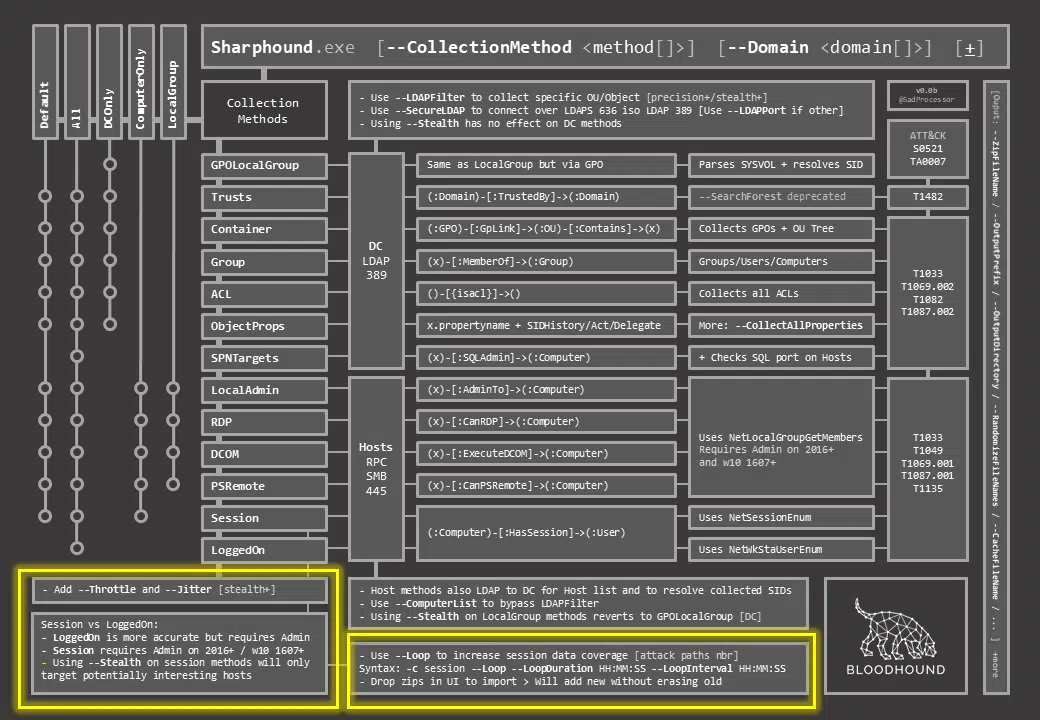 Sharphound.exe [--CollectionMethod <method[]>] [--Domain <domain[]>] [+]
Default
All
DCOnly
ComputerOnly
LocalGroup
Collection
Methods
- Use --LDAPFilter to collect specific OU/Object [precision+/stealth+]
- Use --SecureLDAP to connect over LDAPS 636 iso LDAP 389 [Use --LDAPPort if other]
- Using --Stealth has no effect on DC methods
v0.0b
@SadProcessor
ATT&CK
S0521
TA0007
GPOLocalGroup
Same as LocalGroup but via GPO
Parses SYSVOL + resolves SID
Trusts
(:Domain)-[:TrustedBy]->(:Domain)
--SearchForest deprecated
T1482
Container
(:GPO)-[:GpLink]->(:OU)-[:Contains]->(x)
Collects GPOs + OU Tree
DC
LDAP
389
Group
(x)-[:MemberOf]->(:Group)
Groups/Users/Computers
ACL
()-[{isacl}]->()
Collects all ACLs
T1033
T1069.002
T1082
T1087.002
ObjectProps
x.propertyname + SIDHistory/Act/Delegate
More: --CollectAllProperties
SPNTargets
(x)-[:SQLAdmin]->(:Computer)
+ Checks SQL port on Hosts
LocalAdmin
(x)-[:AdminTo]->(:Computer)
RDP
(x)-[:CanRDP]->(:Computer)
Uses NetLocalGroupGetMembers
Requires Admin on 2016+
and w10 1607+
Hosts
RPC
SMB
445
DCOM
(x)-[:ExecuteDCOM]->(:Computer)
PSRemote
(x)-[:CanPSRemote]->(:Computer)
T1033
T1049
T1069.001
T1087.001
T1135
Session
(:Computer)-[:HasSession]->(:User)
Uses NetSessionEnum
LoggedOn
Uses NetWkStaUserEnum
- Add --Throttle and --Jitter [stealth+]
Session vs LoggedOn:
- LoggedOn is more accurate but requires Admin
- Session requires Admin on 2016+ / w10 1607+
- Using --Stealth on session methods will only
target potentially interesting hosts
- Host methods also LDAP to DC for Host list and to resolve collected SIDs
- Use --ComputerList to bypass LDAPFilter
- Using --Stealth on LocalGroup methods reverts to GPOLocalGroup [DC]
- Use --Loop to increase session data coverage [attack paths nbr]
Syntax: -c session --Loop --LoopDuration HH:MM:SS --LoopInterval HH:MM:SS
- Drop zips in UI to import > Will add new without erasing old
BLOODHOUND
[Ouput: --ZipFileName / --OutputPrefix / --OutputDirectory / --RandomizeFileNames / --CacheFileName / ... ] +more